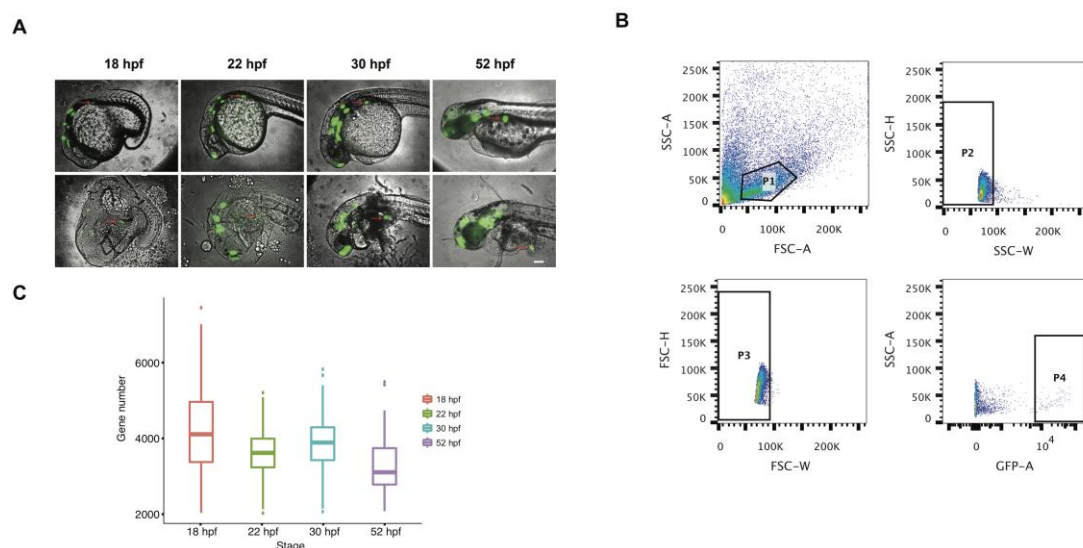 A
18 hpf 22 hpf 30 hpf 52 hpf
B
250K
200K
150K
100K
50K
0
SSC-A
P1
0 100K 200K
FSC-A
250K
200K
150K
100K
50K
0
SSC-H
P2
0 100K 200K
SSC-W
250K
200K
150K
100K
50K
0
FSC-H
P3
0 100K 200K
FSC-W
250K
200K
150K
100K
50K
0
SSC-A
P4
0 10^4
GFP-A
C
6000
4000
2000
Gene number
18 hpf
22 hpf
30 hpf
52 hpf
18 hpf 22 hpf 30 hpf 52 hpf
Stage